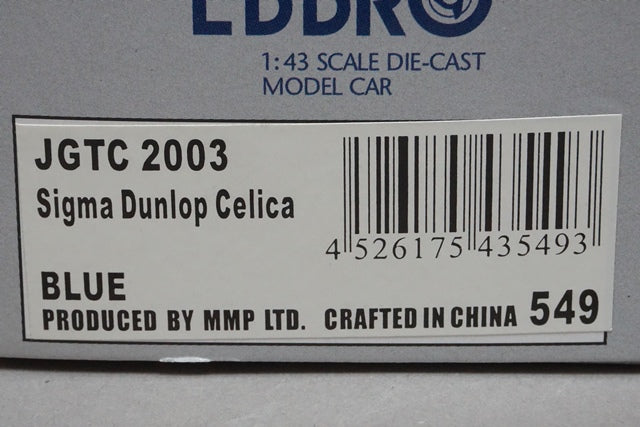 EBBRO
1:43 SCALE DIE-CAST
MODEL CAR
JGTC 2003
Sigma Dunlop Celica
4 526175 435493
BLUE
PRODUCED BY MMP LTD. CRAFTED IN CHINA 549